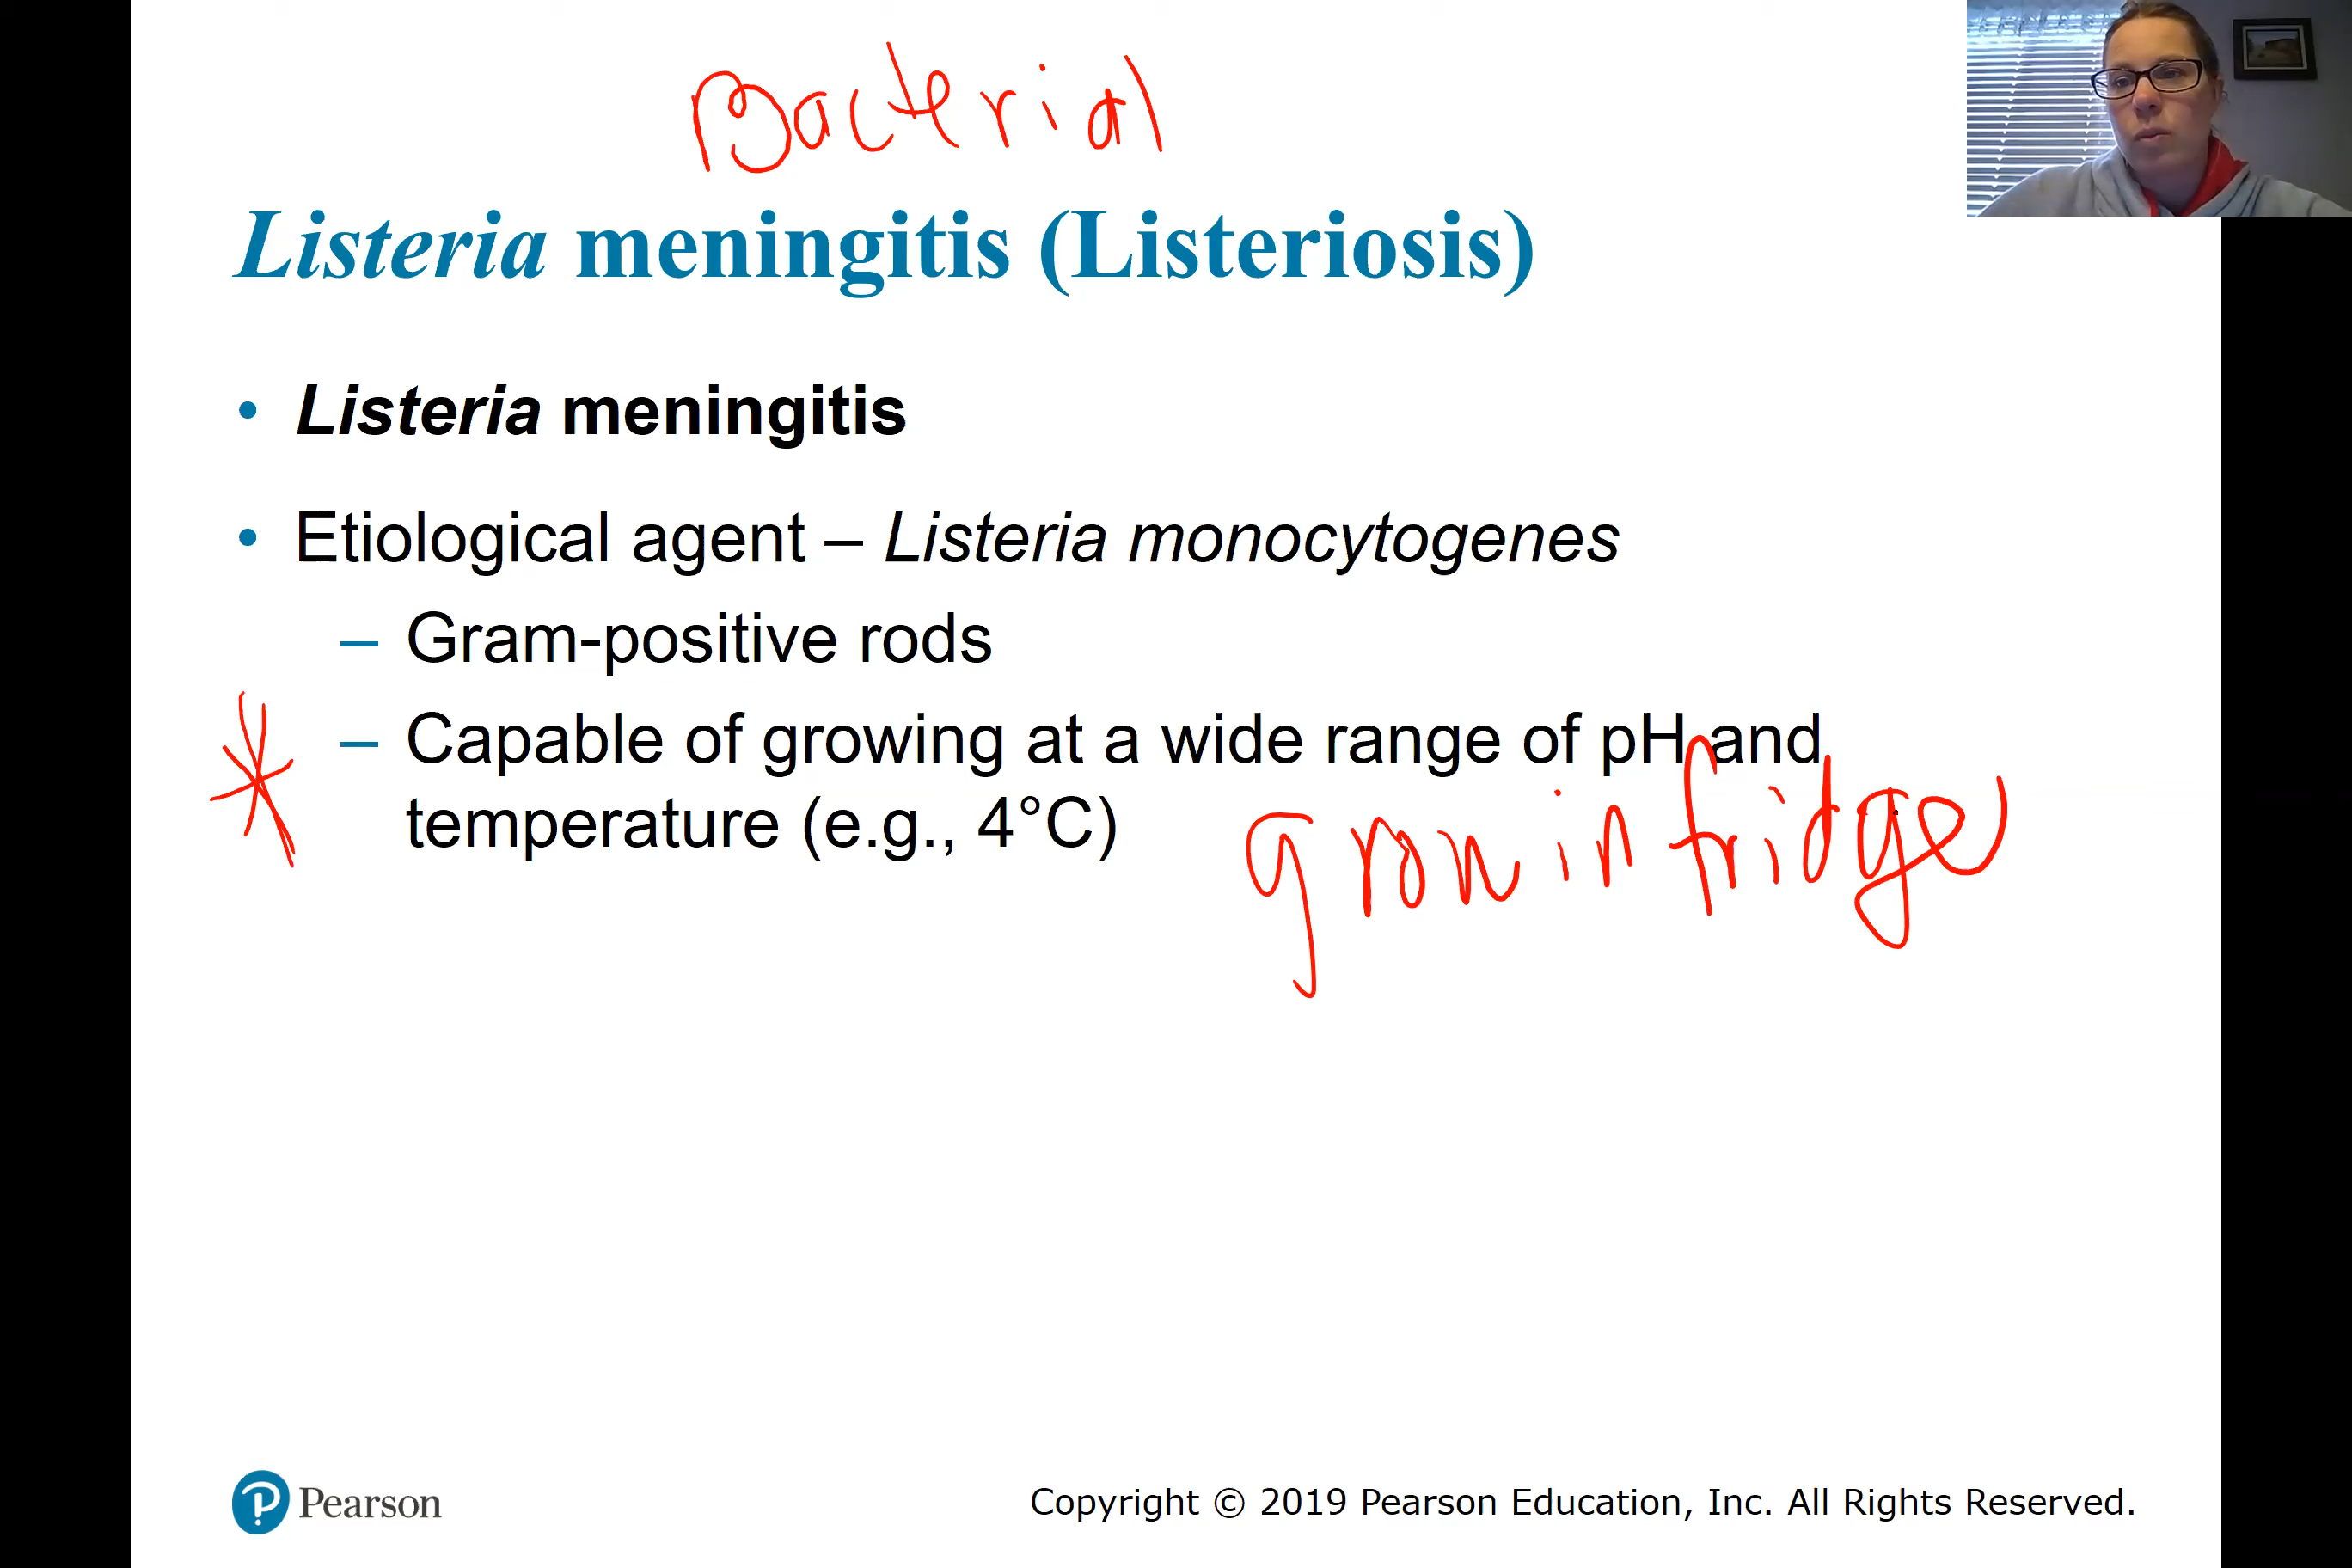 Bacterial
Listeria meningitis (Listeriosis)
• Listeria meningitis
• Etiological agent – Listeria monocytogenes
– Gram-positive rods
* – Capable of growing at a wide range of pH and
temperature (e.g., 4°C)
grow in fridge
Pearson
Copyright © 2019 Pearson Education, Inc. All Rights Reserved.